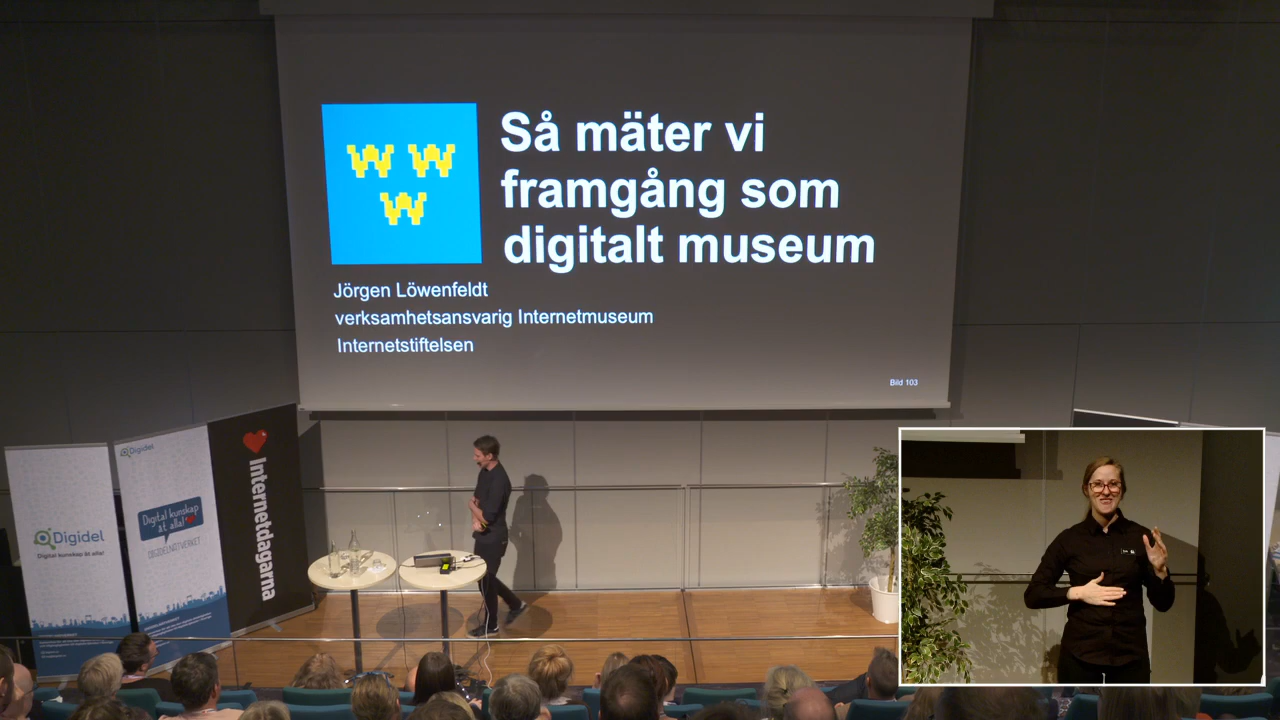 W W
W
Så mäter vi
framgång som
digitalt museum
Jörgen Löwenfeldt
verksamhetsansvarig Internetmuseum
Internetstiftelsen
Bild 103
Digidel
Digital kunskap åt alla!
Digidel
Digital kunskap
åt alla!
DIGIDELNÄTVERKET
Internetdagarna